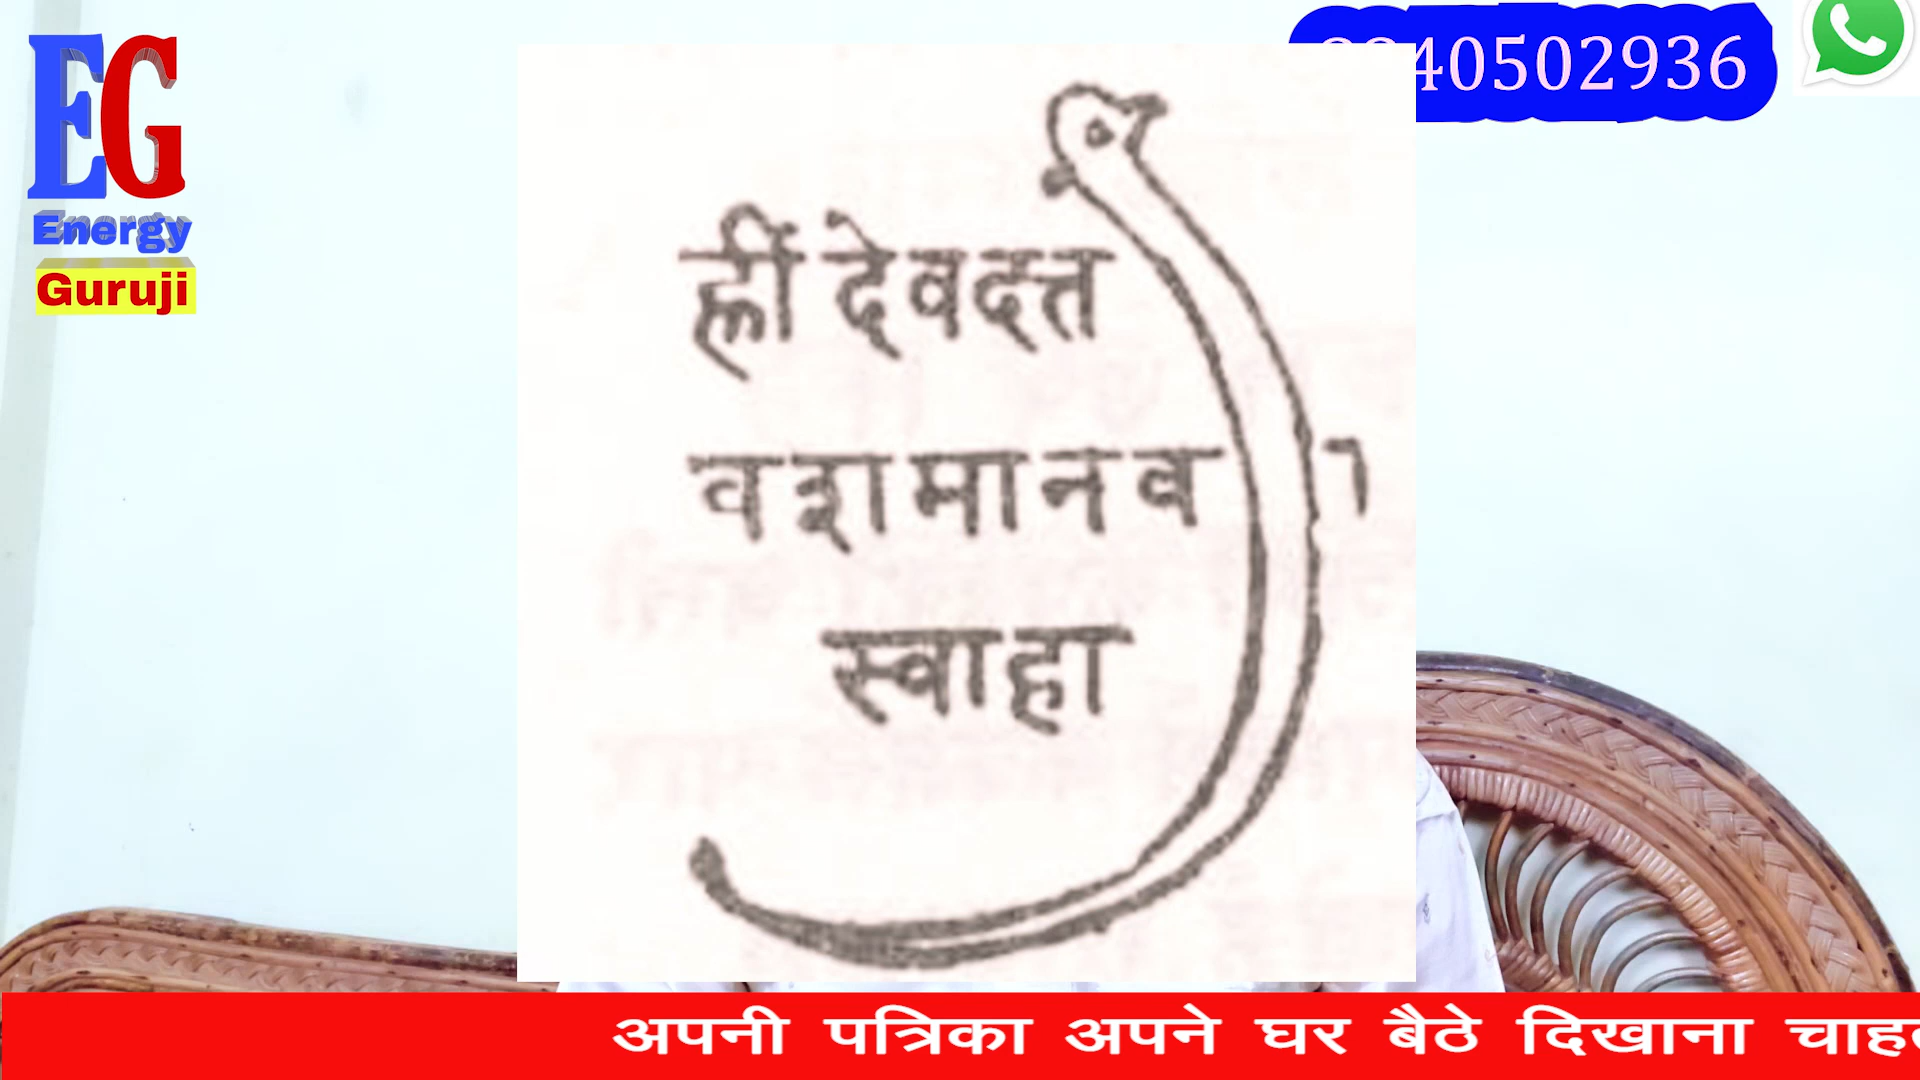 EG
Energy
Guruji
40502936
ह्रीं देवदत्त
वशमानव ा
स्वाहा
अपनी पत्रिका अपने घर बैठे दिखाना